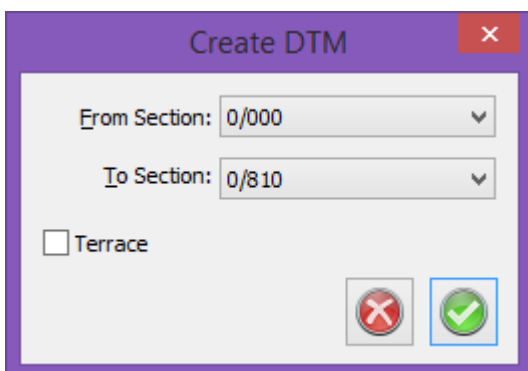 Create DTM
From Section: 0/000
To Section: 0/810
Terrace